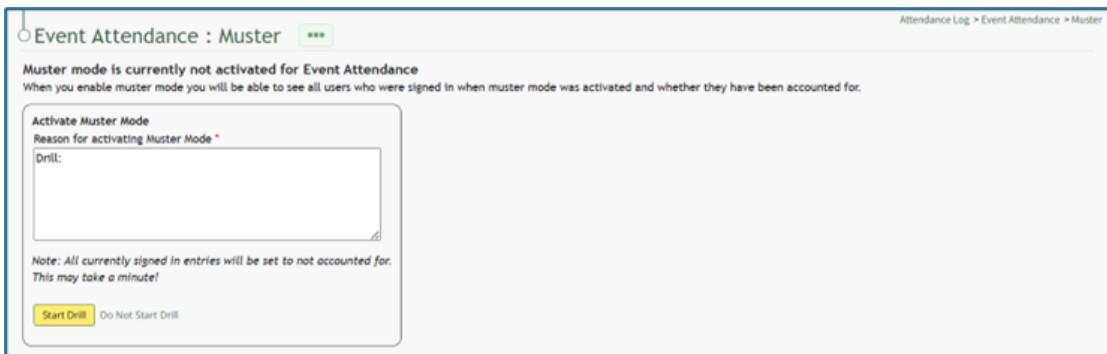 Attendance Log > Event Attendance > Muster
Event Attendance : Muster
Muster mode is currently not activated for Event Attendance
When you enable muster mode you will be able to see all users who were signed in when muster mode was activated and whether they have been accounted for.
Activate Muster Mode
Reason for activating Muster Mode *
Drill:
Note: All currently signed in entries will be set to not accounted for.
This may take a minute!
Start Drill Do Not Start Drill